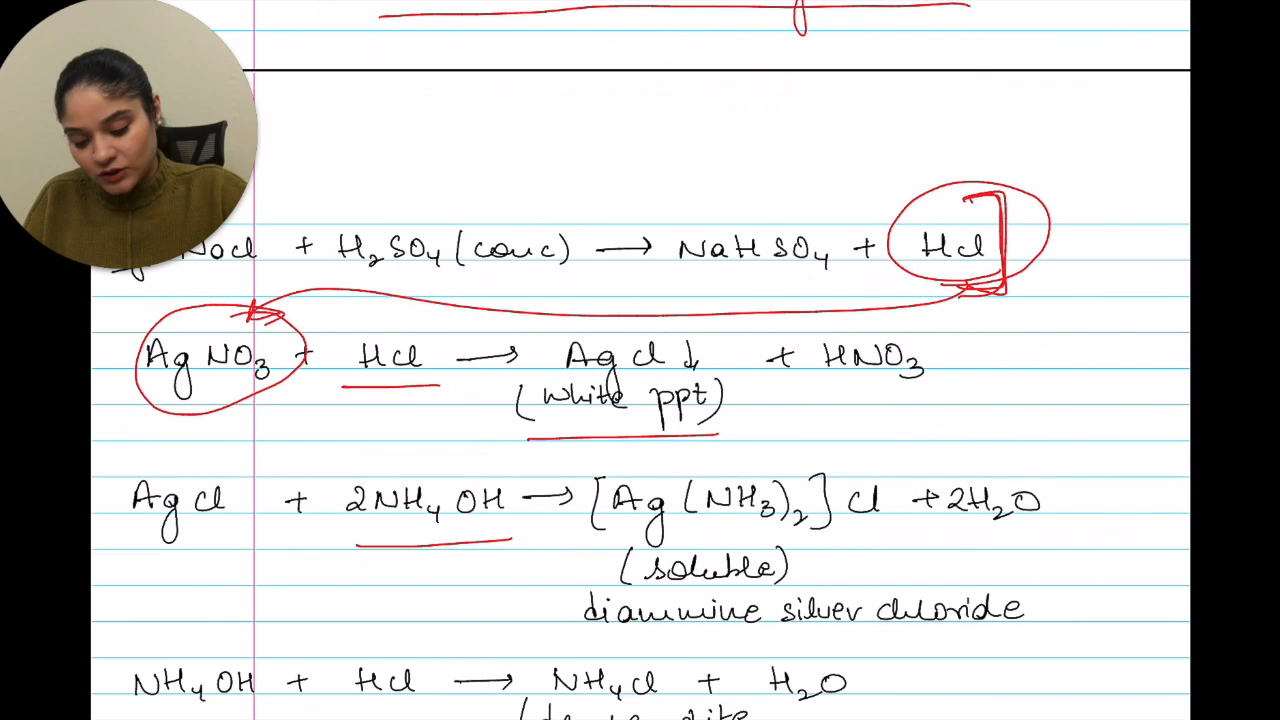 Nacl + H₂SO₄ (conc) → NaHSO₄ + Hcl
AgNO₃ + Hcl → Agcl ↓ + HNO₃
(white ppt)
Agcl + 2NH₄OH → [Ag(NH₃)₂]cl + 2H₂O
(soluble)
diammine silver chloride
NH₄OH + Hcl → NH₄cl + H₂O